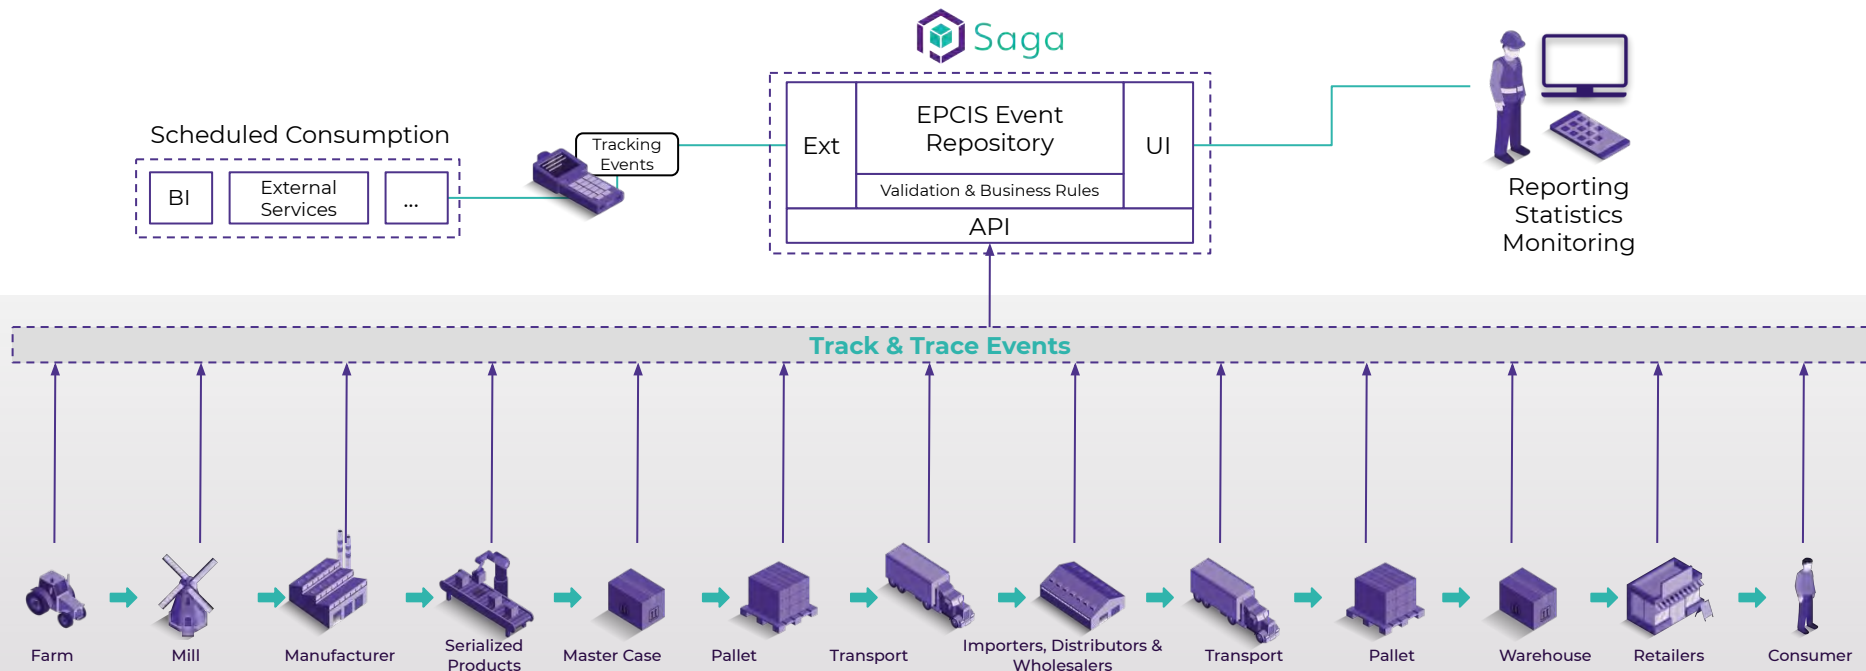 Saga
Scheduled Consumption
BI
External
Services
...
Tracking
Events
Ext
EPCIS Event
Repository
Validation & Business Rules
UI
API
Reporting
Statistics
Monitoring
Track & Trace Events
Farm
Mill
Manufacturer
Serialized
Products
Master Case
Pallet
Transport
Importers, Distributors &
Wholesalers
Transport
Pallet
Warehouse
Retailers
Consumer